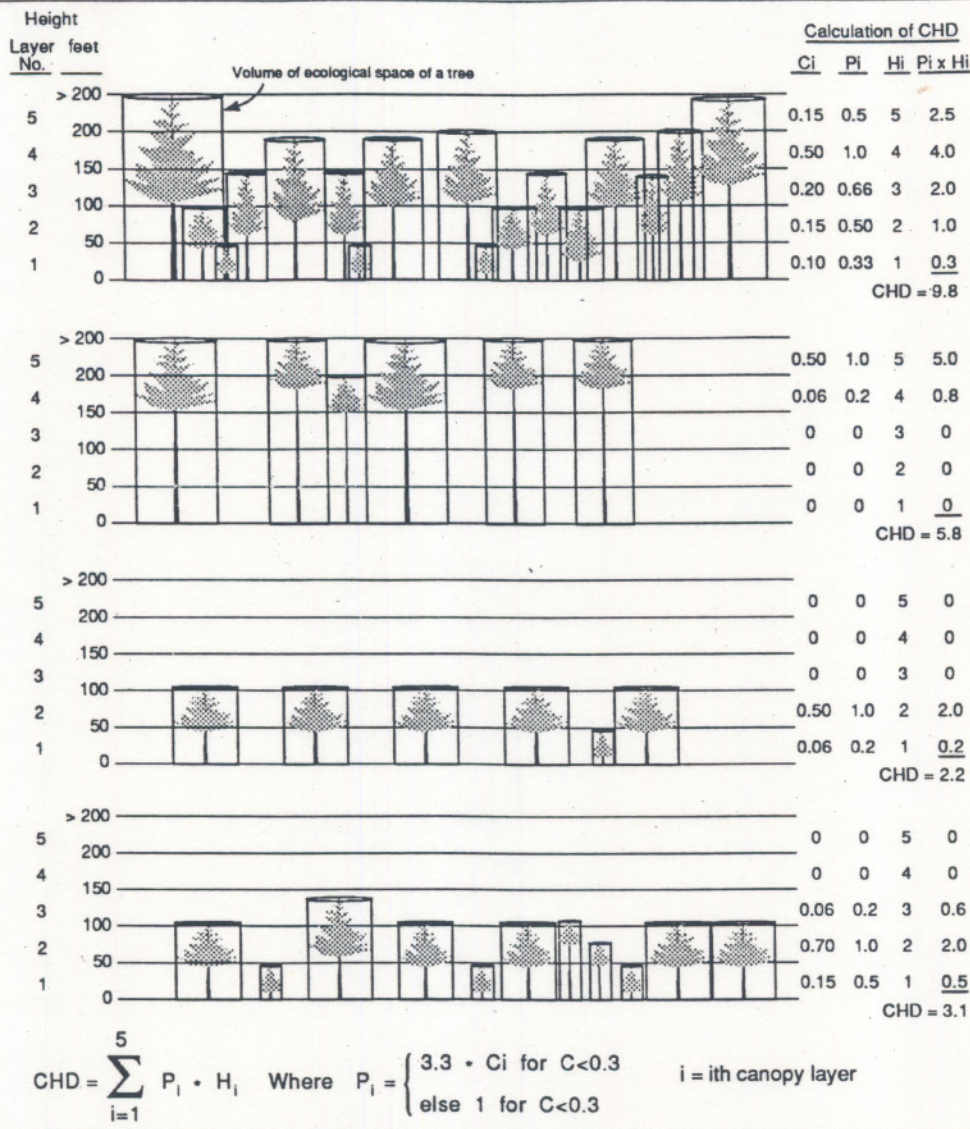 Height
Layer feet
No.
Calculation of CHD
Ci Pi Hi Pi x Hi
Volume of ecological space of a tree
> 200
5 0.15 0.5 5 2.5
200
4 0.50 1.0 4 4.0
150
3 0.20 0.66 3 2.0
100
2 0.15 0.50 2 1.0
50
1 0.10 0.33 1 0.3
0
CHD = 9.8
> 200
5 0.50 1.0 5 5.0
200
4 0.06 0.2 4 0.8
150
3 0 0 3 0
100
2 0 0 2 0
50
1 0 0 1 0
0
CHD = 5.8
> 200
5 0 0 5 0
200
4 0 0 4 0
150
3 0 0 3 0
100
2 0.50 1.0 2 2.0
50
1 0.06 0.2 1 0.2
0
CHD = 2.2
> 200
5 0 0 5 0
200
4 0 0 4 0
150
3 0.06 0.2 3 0.6
100
2 0.70 1.0 2 2.0
50
1 0.15 0.5 1 0.5
0
CHD = 3.1
CHD = 5 ∑ i=1 Pi • Hi Where Pi = { 3.3 • Ci for C<0.3
else 1 for C<0.3
i = ith canopy layer